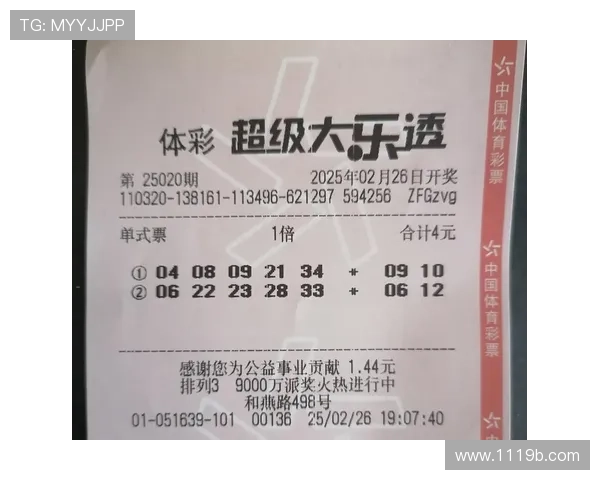 TG: MYYJJPP
体彩 超级大乐透
第 25020期 2025年02月26日开奖
110320-138161-113496-621297 594256 ZFGzvg
单式票 1倍 合计4元
① 04 08 09 21 34 + 09 10
② 06 22 23 28 33 + 06 12
感谢您为公益事业贡献 1.44元
排列3 9000万派奖火热进行中
和燕路498号
01-051639-101 00136 25/02/26 19:07:40
中国体育彩票
中国体育彩票
中国体
www.1119b.com